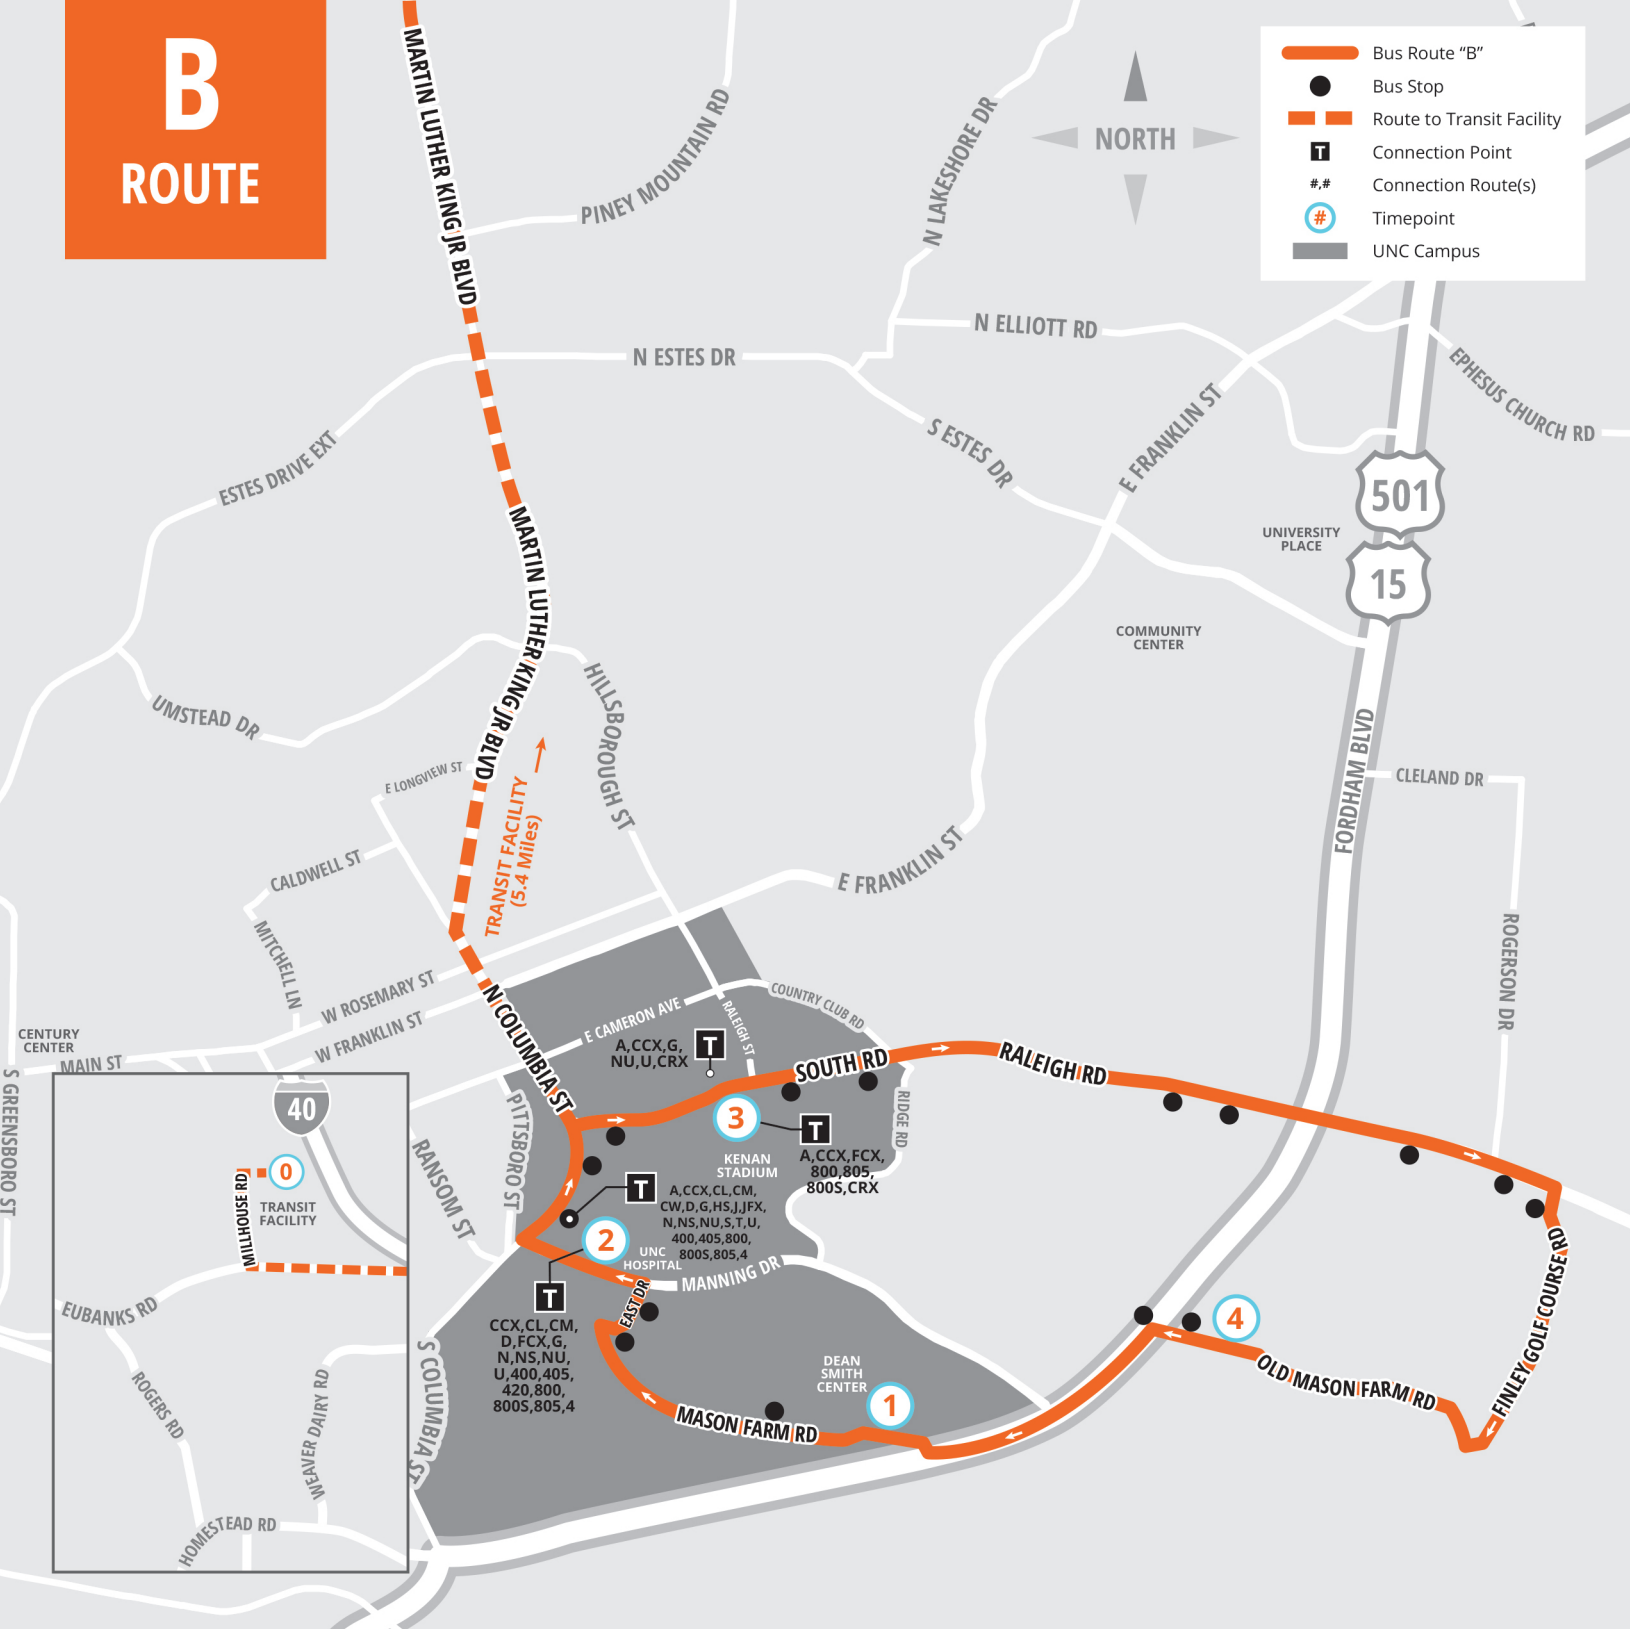 B
ROUTE
Bus Route “B”
Bus Stop
Route to Transit Facility
T
Connection Point
#,#
Connection Route(s)
#
Timepoint
UNC Campus
NORTH
MARTIN LUTHER KING JR BLVD
PINEY MOUNTAIN RD
N LAKESHORE DR
N ELLIOTT RD
N ESTES DR
EPHESUS CHURCH RD
E FRANKLIN ST
S ESTES DR
ESTES DRIVE EXT
501
UNIVERSITY
PLACE
15
COMMUNITY
CENTER
MARTIN LUTHER KING JR BLVD
HILLSBOROUGH ST
UMSTEAD DR
E LONGVIEW ST
TRANSIT FACILITY
(5.4 Miles)
FORDHAM BLVD
CLELAND DR
CALDWELL ST
E FRANKLIN ST
MITCHELL LN
ROGERSON DR
W ROSEMARY ST
W FRANKLIN ST
N COLUMBIA ST
E CAMERON AVE
RALEIGH ST
COUNTRY CLUB RD
CENTURY
CENTER
MAIN ST
S GREENSBORO ST
A,CCX,G,
NU,U,CRX
T
SOUTH RD
RALEIGH RD
RIDGE RD
PITTSBORO ST
RANSOM ST
3
T
KENAN
STADIUM
A,CCX,FCX,
800,805,
800S,CRX
T
A,CCX,CL,CM,
CW,D,G,HS,J,JFX,
N,NS,NU,S,T,U,
400,405,800,
800S,805,4
2
UNC
HOSPITAL
MANNING DR
EAST DR
T
CCX,CL,CM,
D,FCX,G,
N,NS,NU,
U,400,405,
420,800,
800S,805,4
S COLUMBIA ST
DEAN
SMITH
CENTER
1
MASON FARM RD
4
OLD MASON FARM RD
FINLEY GOLF COURSE RD
40
0
TRANSIT
FACILITY
MILLHOUSE RD
EUBANKS RD
ROGERS RD
WEAVER DAIRY RD
HOMESTEAD RD